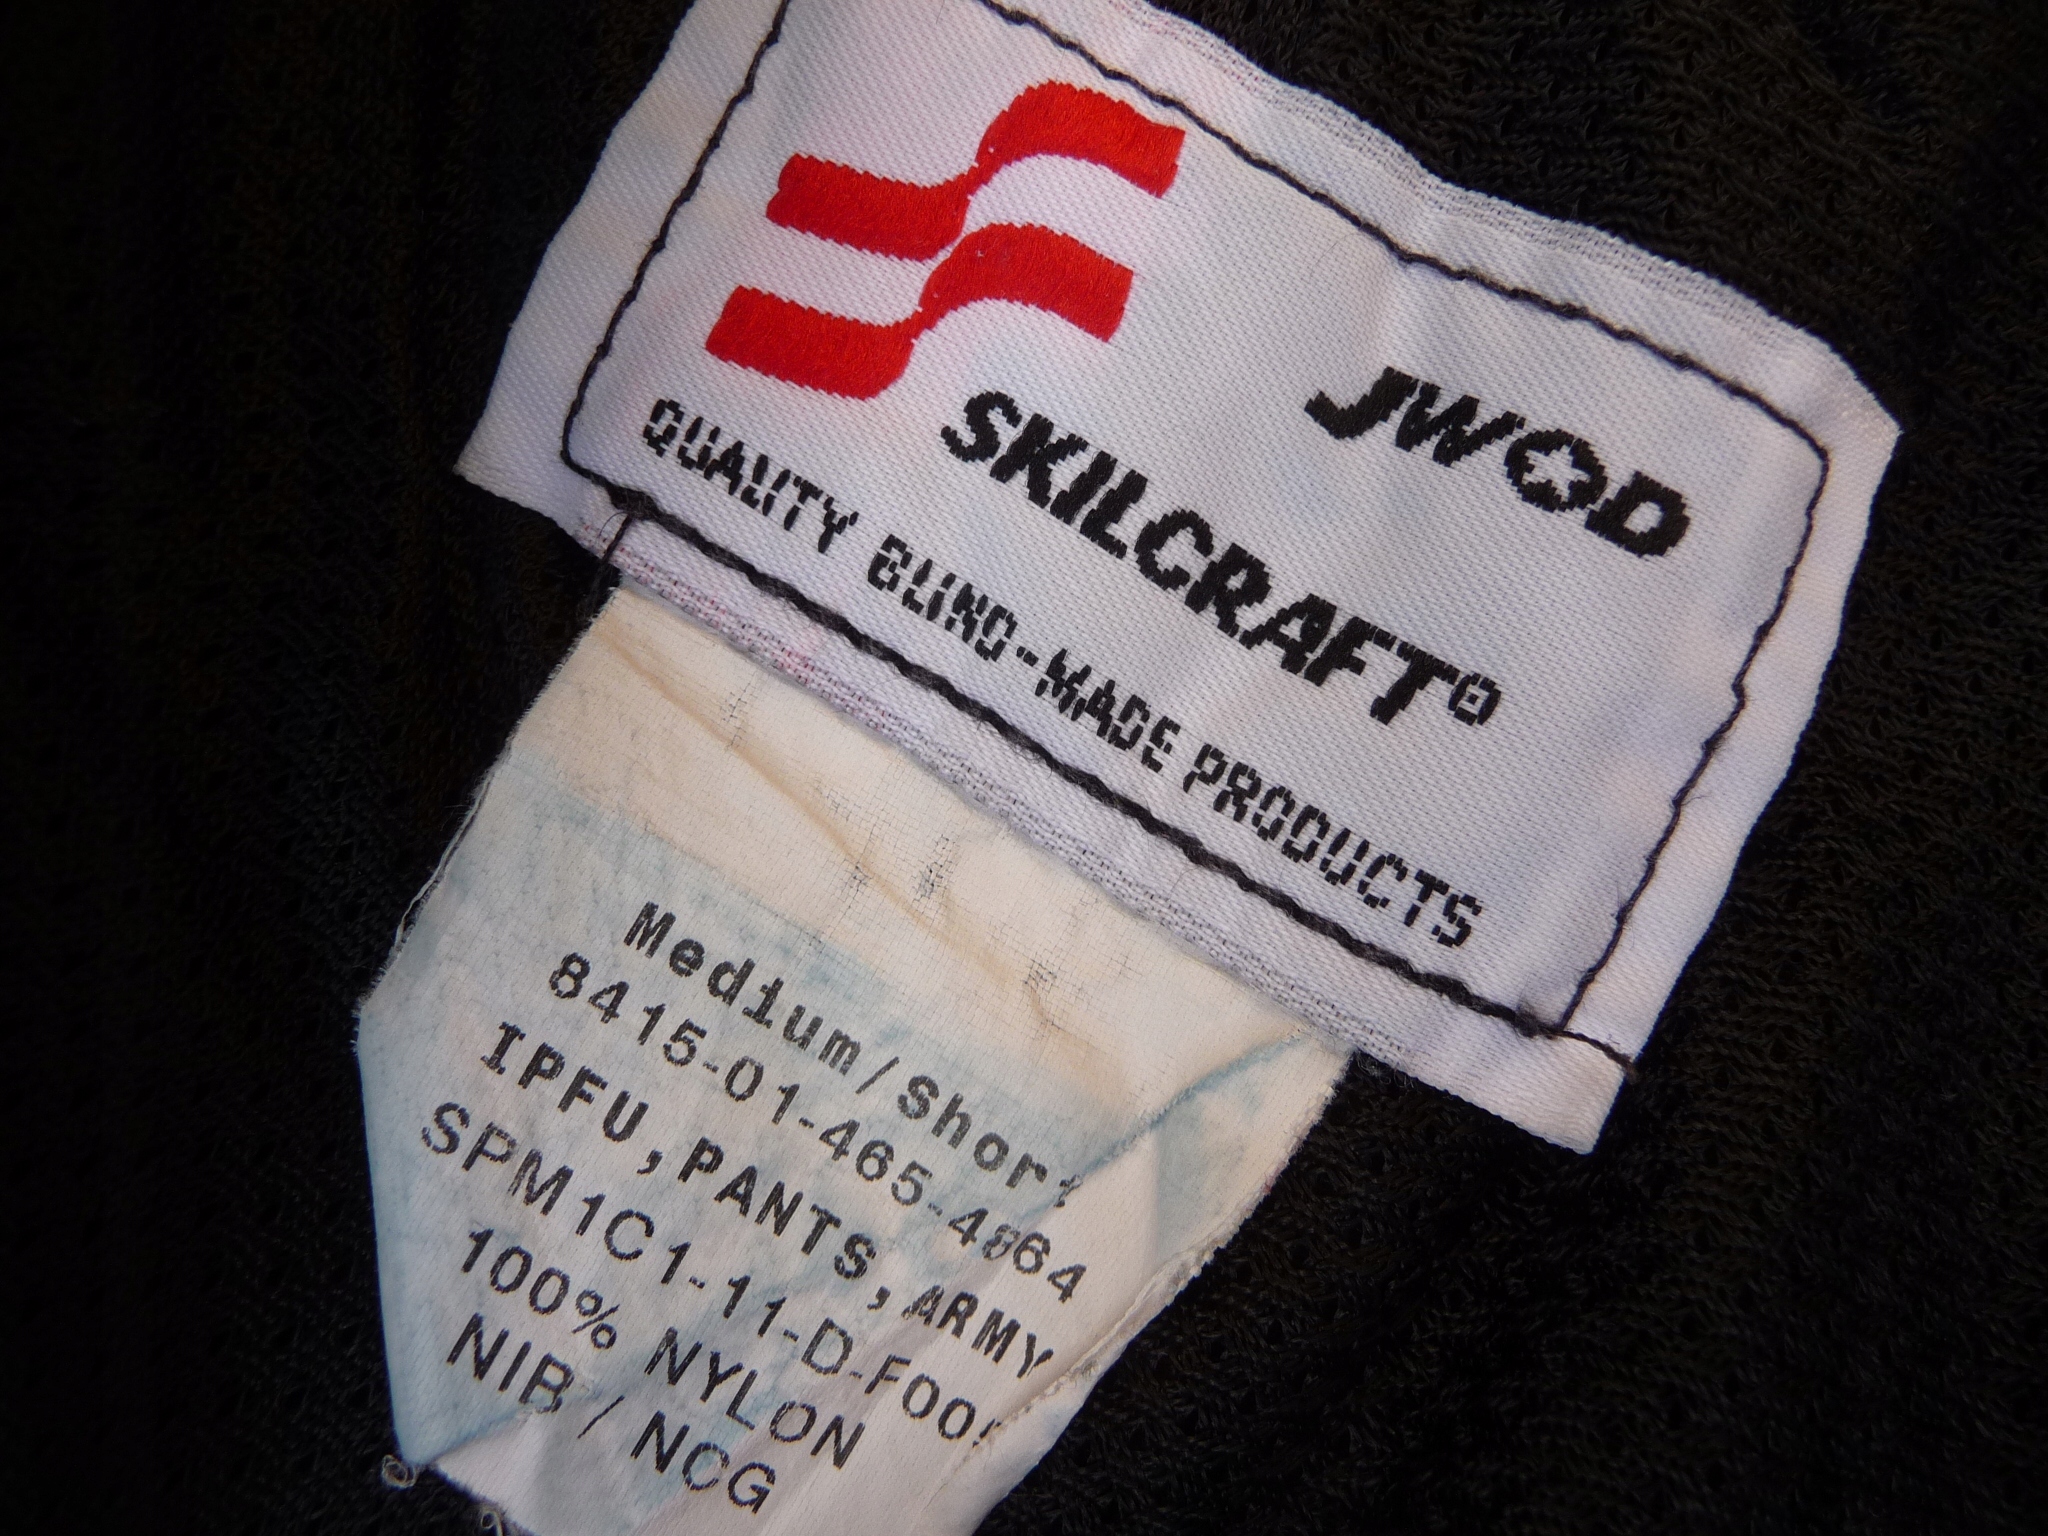 JWOD
SKILCRAFT®
QUALITY BLIND-MADE PRODUCTS
Medium/Short
8415-01-465-4864
IPFU,PANTS,ARMY
SPM1C1-11-D-F00
100% NYLON
NIB / NCG